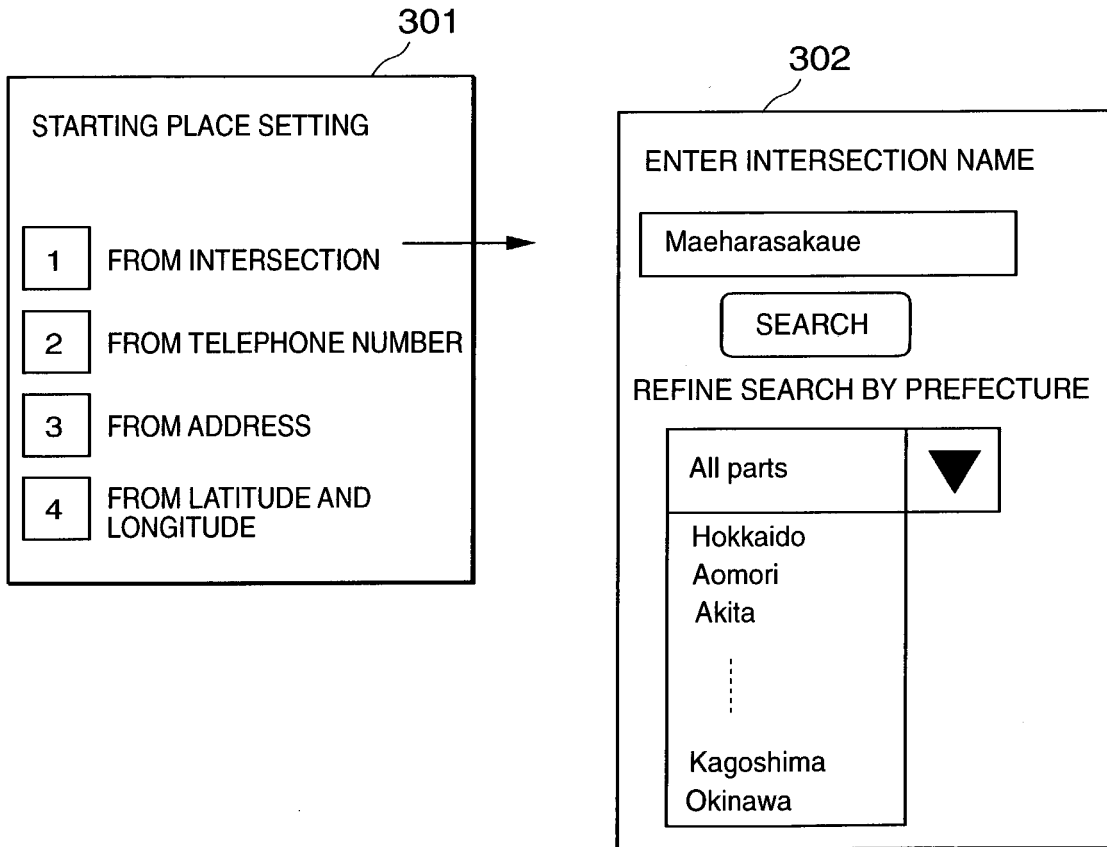 301
STARTING PLACE SETTING
1 FROM INTERSECTION
2 FROM TELEPHONE NUMBER
3 FROM ADDRESS
4 FROM LATITUDE AND
LONGITUDE
302
ENTER INTERSECTION NAME
Maeharasakaue
SEARCH
REFINE SEARCH BY PREFECTURE
All parts
Hokkaido
Aomori
Akita
Kagoshima
Okinawa